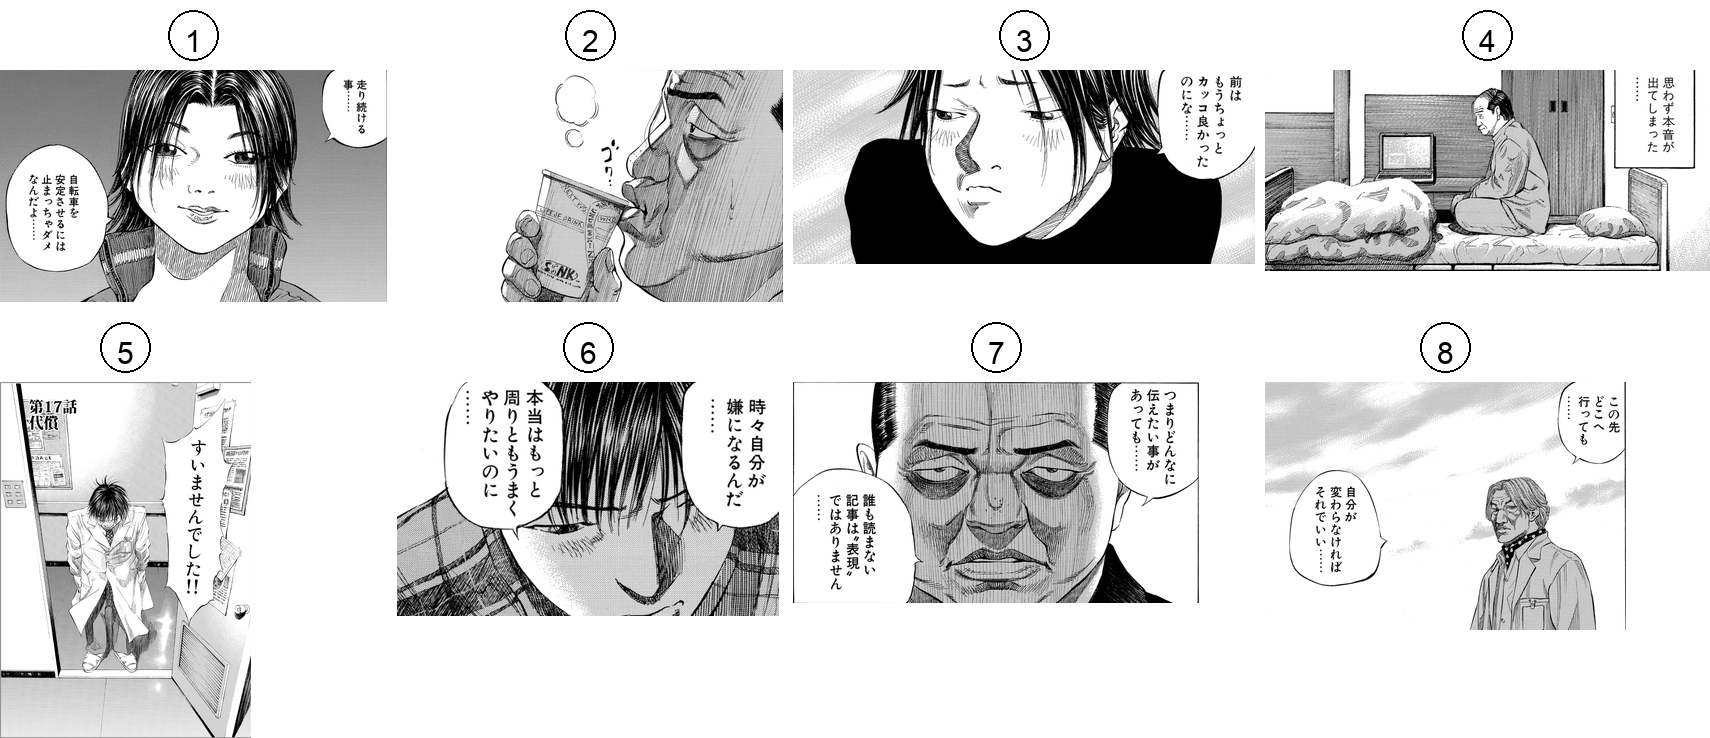 1
走り続ける
事……
自転車を
安定させるには
止まっちゃダメ
なんだよ……
2
ゴク…
3
前は
もうちょっと
カッコ良かった
のにな……
4
思わず本音が
出てしまった
……
5
第17話
代償
すいませんでした!!
6
時々自分が
嫌になるんだ
……
本当はもっと
周りともうまく
やりたいのに
……
7
つまりどんなに
伝えたい事が
あっても……
誰も読まない
記事は〝表現〟
ではありません
……
8
この先
どこへ
行っても
……
自分が
変わらなければ
それでいい……